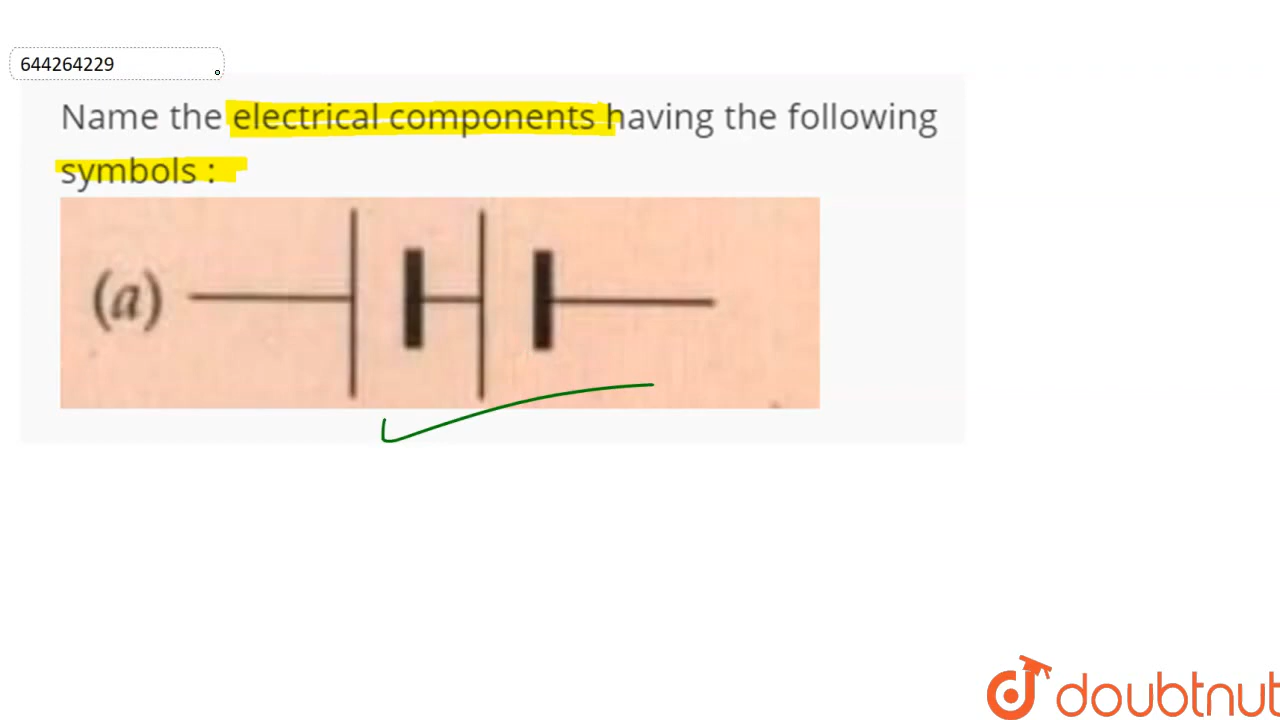 644264229
Name the electrical components having the following
symbols :
(a)
doubtnut